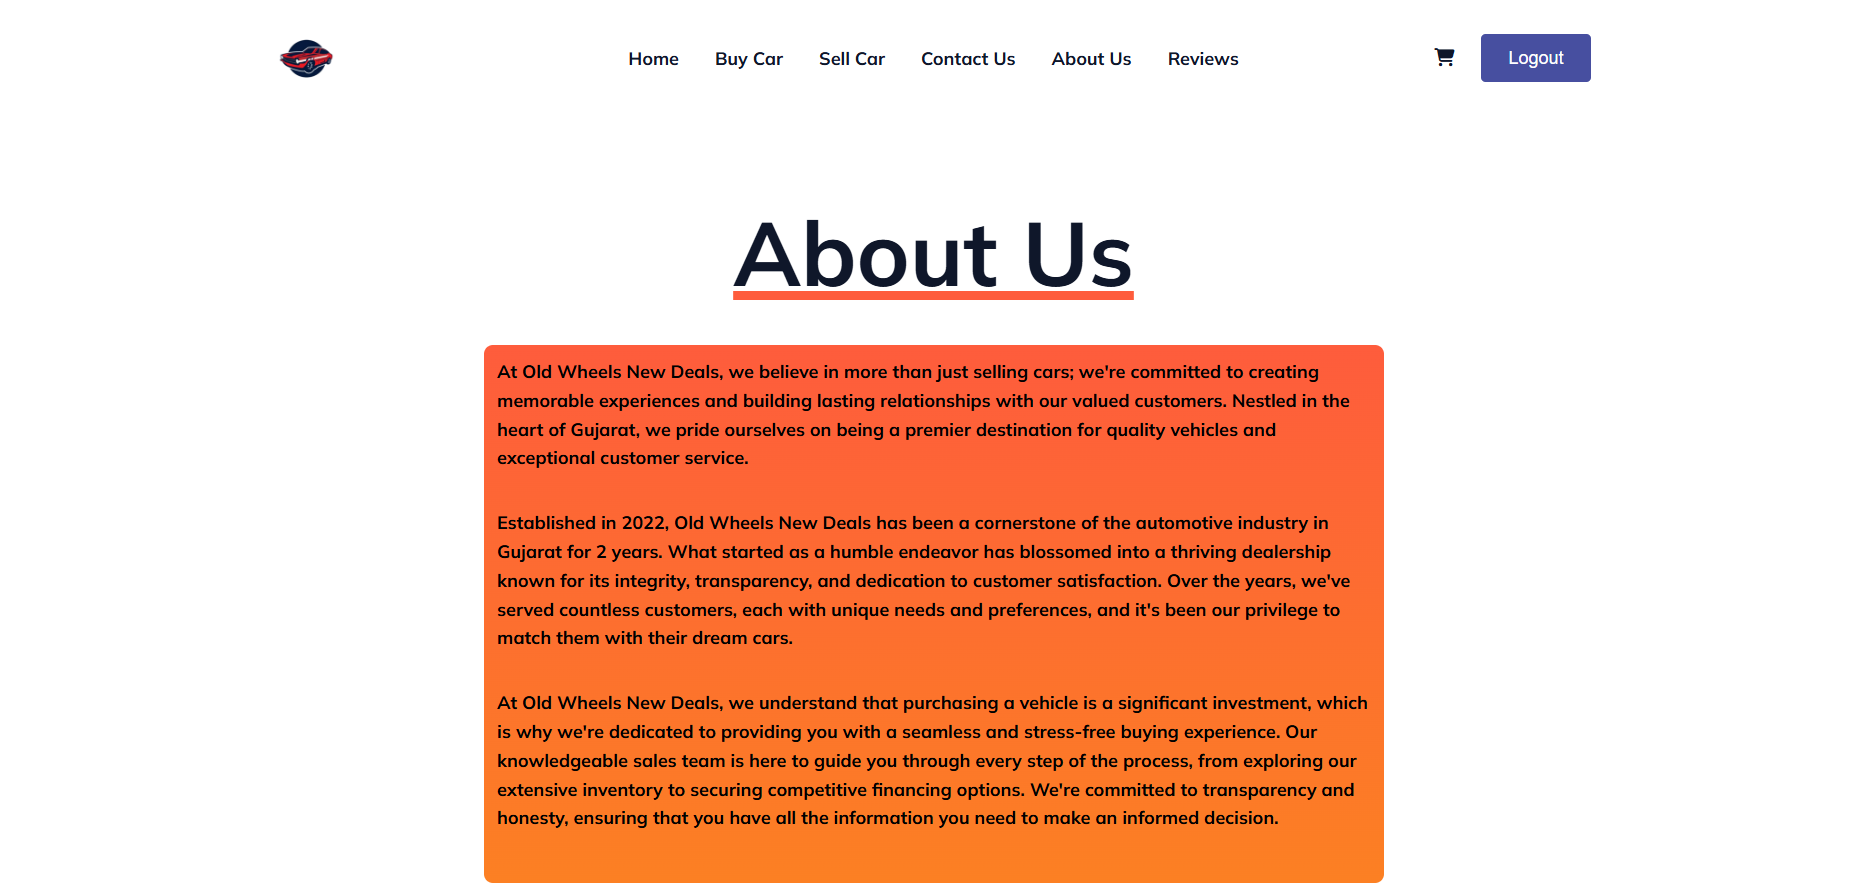 Home Buy Car Sell Car Contact Us About Us Reviews Logout
About Us
At Old Wheels New Deals, we believe in more than just selling cars; we're committed to creating
memorable experiences and building lasting relationships with our valued customers. Nestled in the
heart of Gujarat, we pride ourselves on being a premier destination for quality vehicles and
exceptional customer service.
Established in 2022, Old Wheels New Deals has been a cornerstone of the automotive industry in
Gujarat for 2 years. What started as a humble endeavor has blossomed into a thriving dealership
known for its integrity, transparency, and dedication to customer satisfaction. Over the years, we've
served countless customers, each with unique needs and preferences, and it's been our privilege to
match them with their dream cars.
At Old Wheels New Deals, we understand that purchasing a vehicle is a significant investment, which
is why we're dedicated to providing you with a seamless and stress-free buying experience. Our
knowledgeable sales team is here to guide you through every step of the process, from exploring our
extensive inventory to securing competitive financing options. We're committed to transparency and
honesty, ensuring that you have all the information you need to make an informed decision.